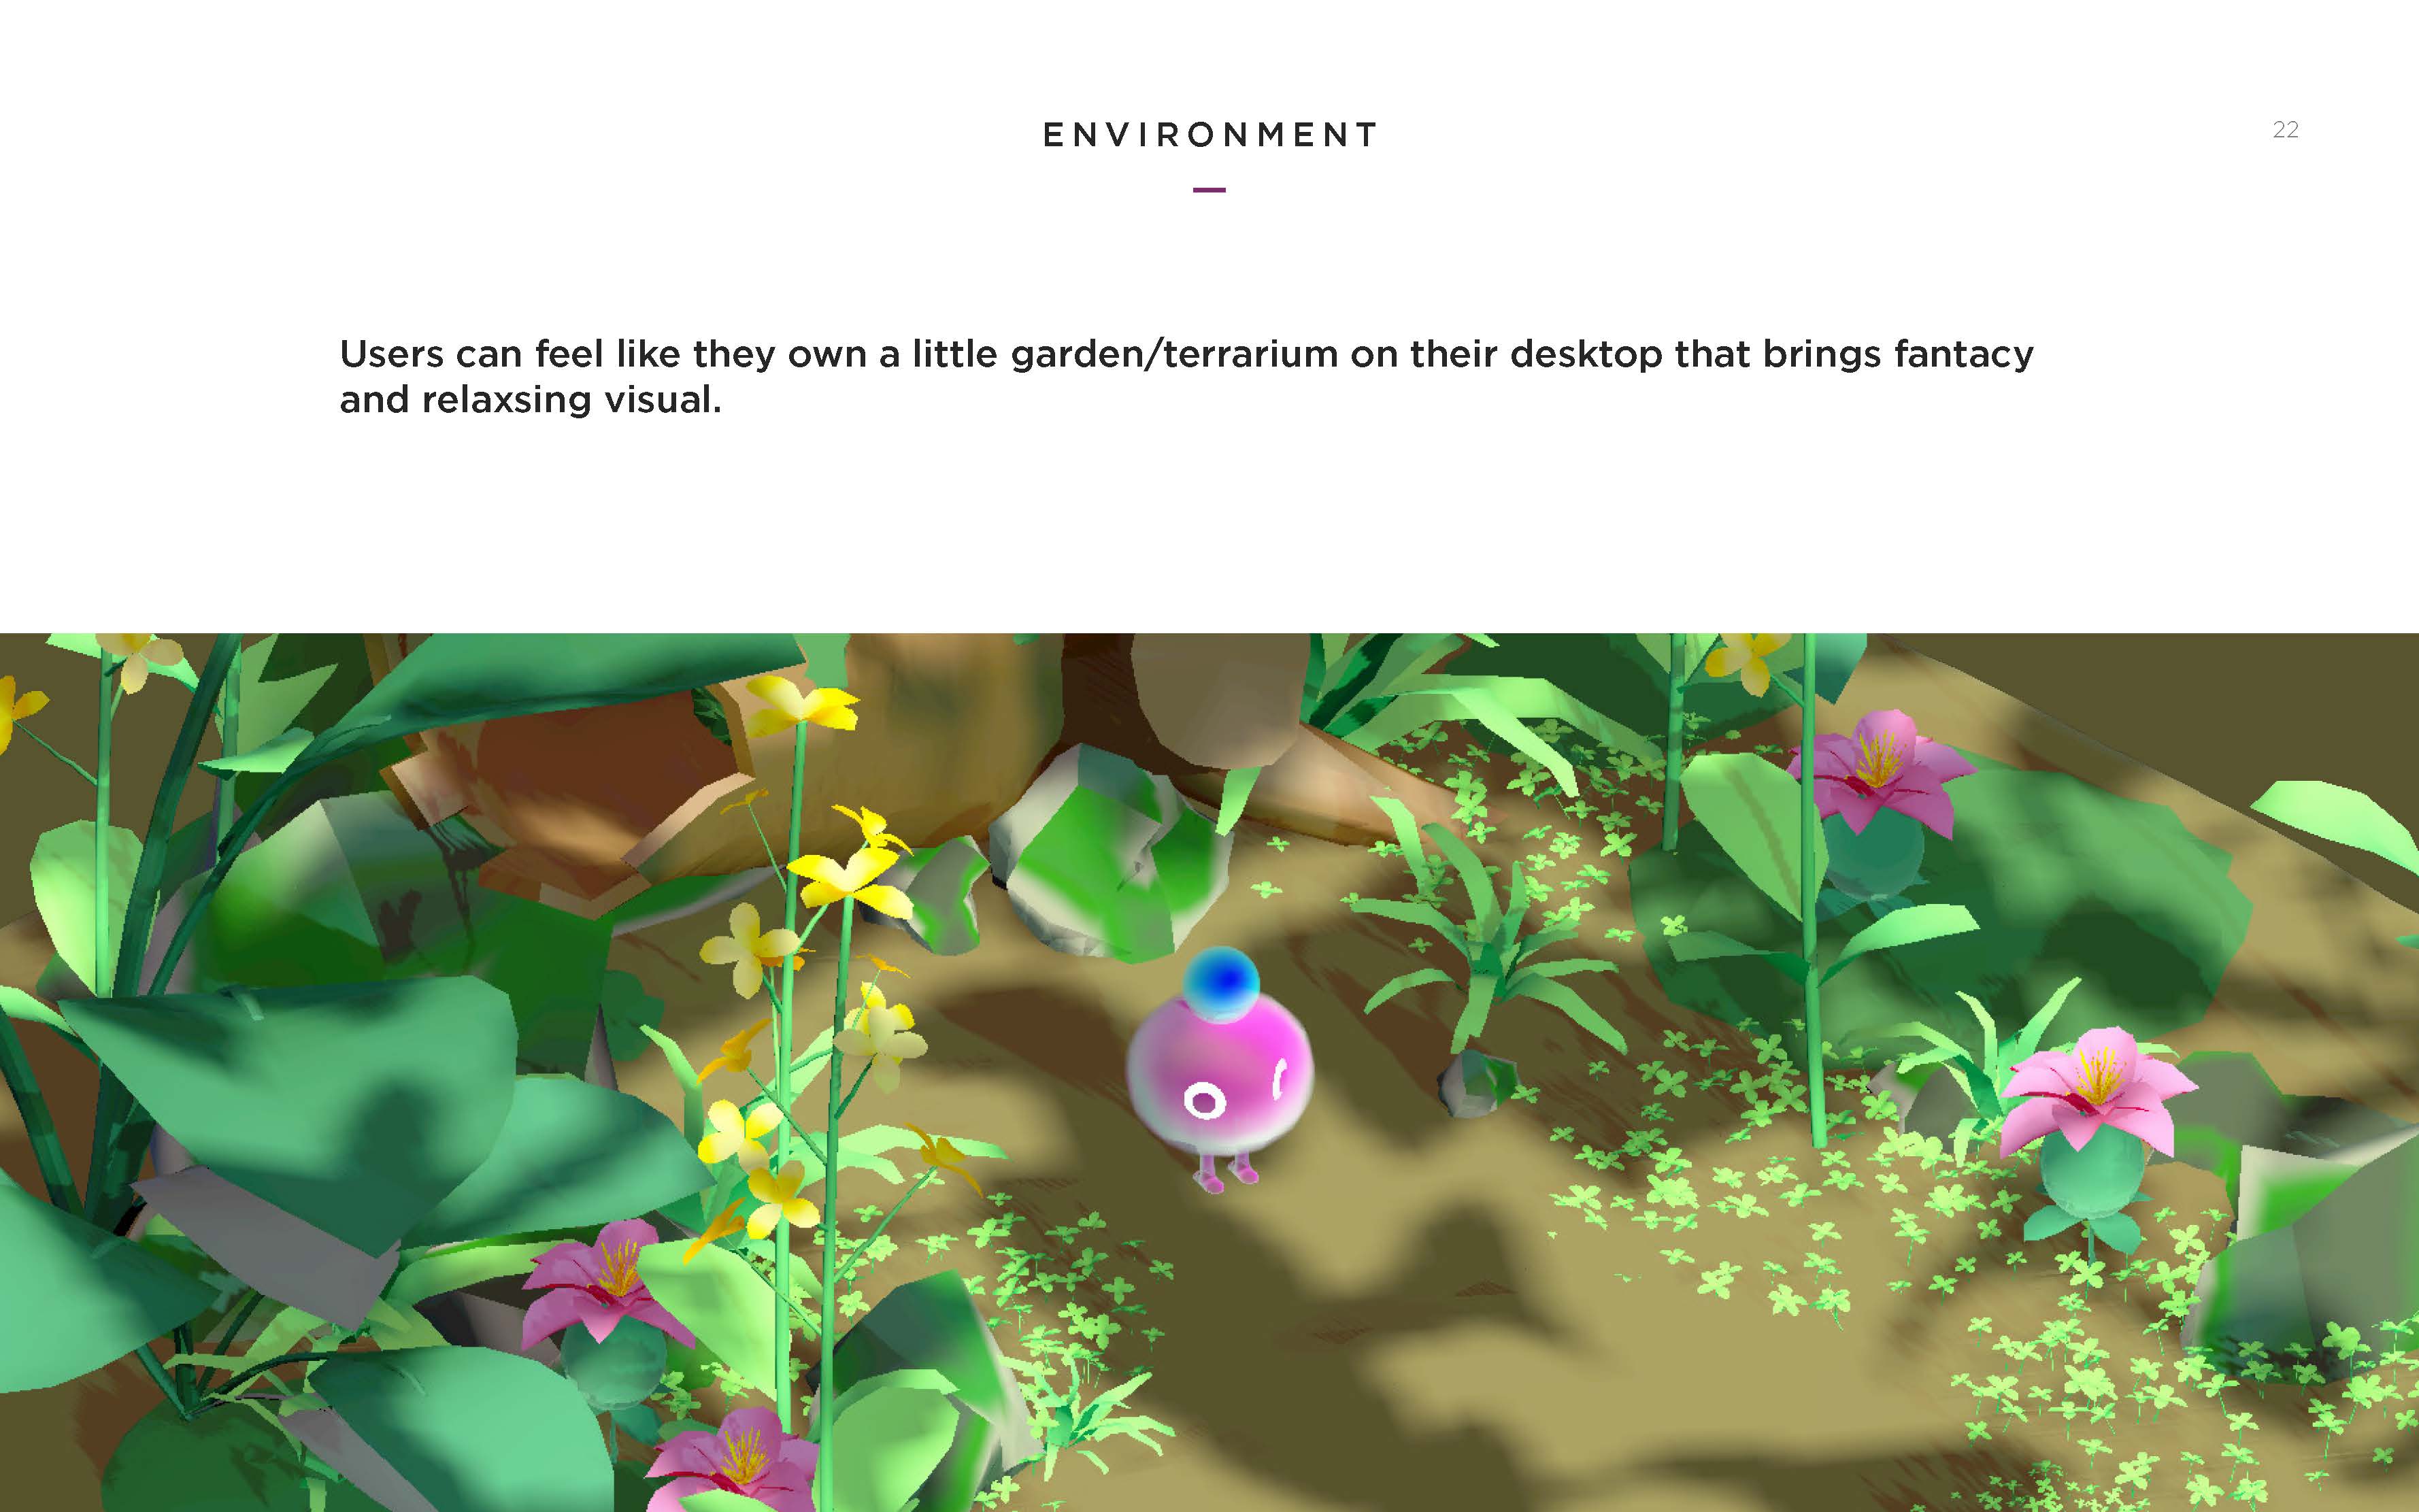 ENVIRONMENT
22
Users can feel like they own a little garden/terrarium on their desktop that brings fantacy
and relaxsing visual.